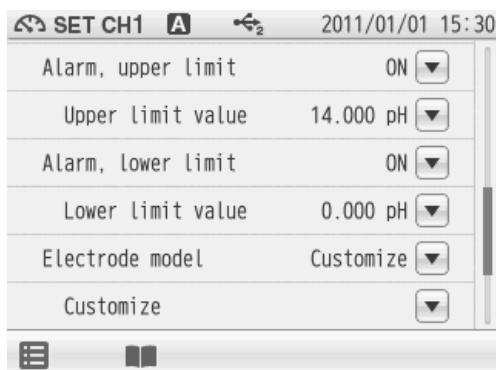 SET CH1 A 2 2011/01/01 15:30
Alarm, upper limit ON
Upper limit value 14.000 pH
Alarm, lower limit ON
Lower limit value 0.000 pH
Electrode model Customize
Customize